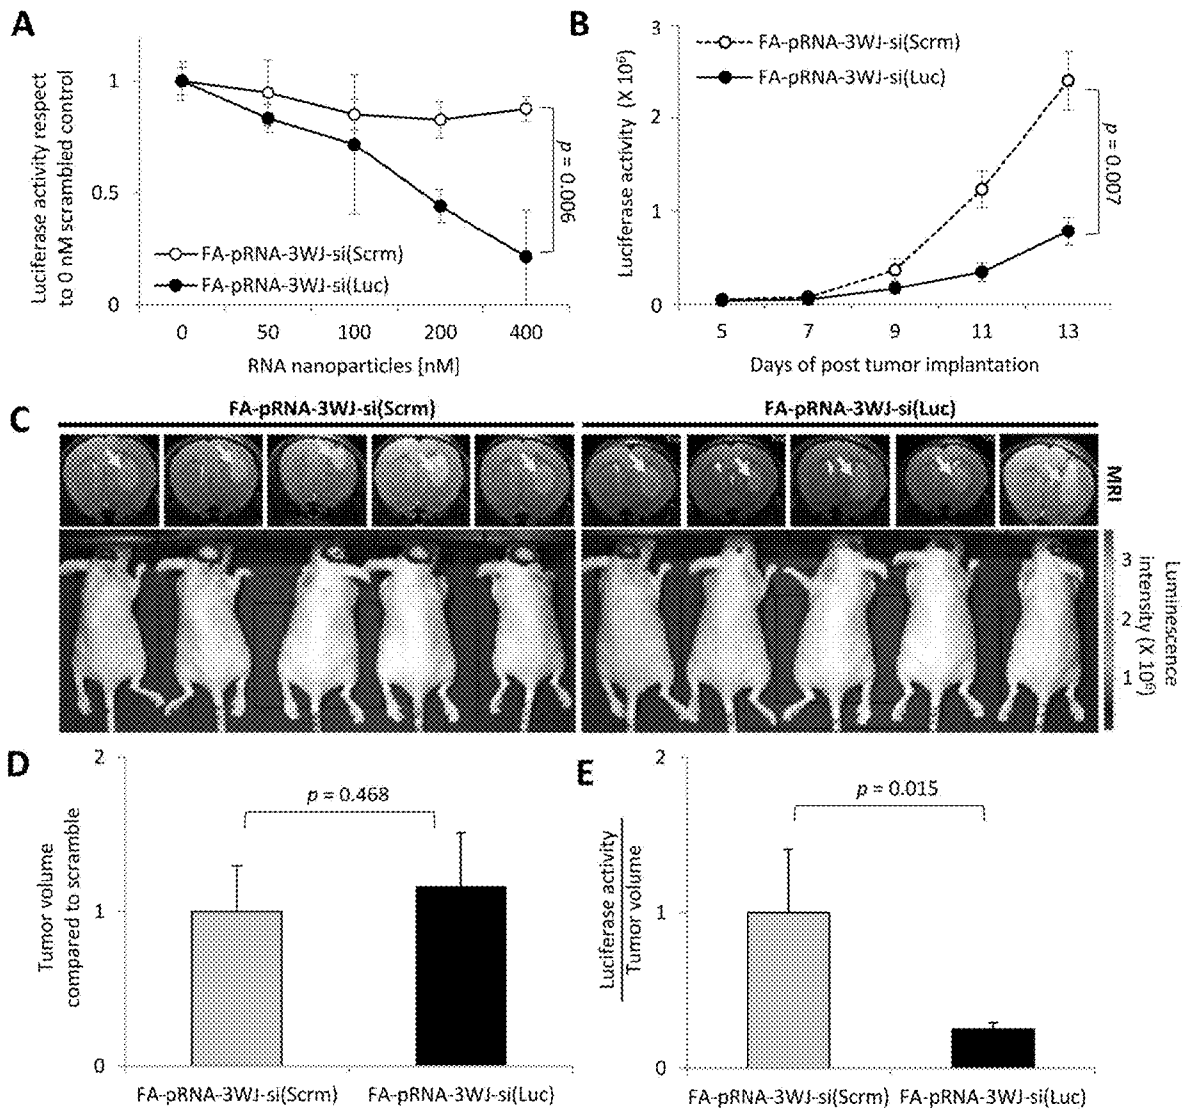 A
Luciferase activity respect
to 0 nM scrambled control
1
0.5
0
FA-pRNA-3WJ-si(Scrm)
FA-pRNA-3WJ-si(Luc)
p = 0.006
0 50 100 200 400
RNA nanoparticles [nM]
B
Luciferase activity (X 10⁶)
3
2
1
0
FA-pRNA-3WJ-si(Scrm)
FA-pRNA-3WJ-si(Luc)
p = 0.007
5 7 9 11 13
Days of post tumor implantation
C
FA-pRNA-3WJ-si(Scrm) FA-pRNA-3WJ-si(Luc)
MRI
3
2
1
Luminescence
intensity (X 10⁶)
D
Tumor volume
compared to scramble
2
1
0
p = 0.468
FA-pRNA-3WJ-si(Scrm) FA-pRNA-3WJ-si(Luc)
E
Luciferase activity
Tumor volume
2
1
0
p = 0.015
FA-pRNA-3WJ-si(Scrm) FA-pRNA-3WJ-si(Luc)